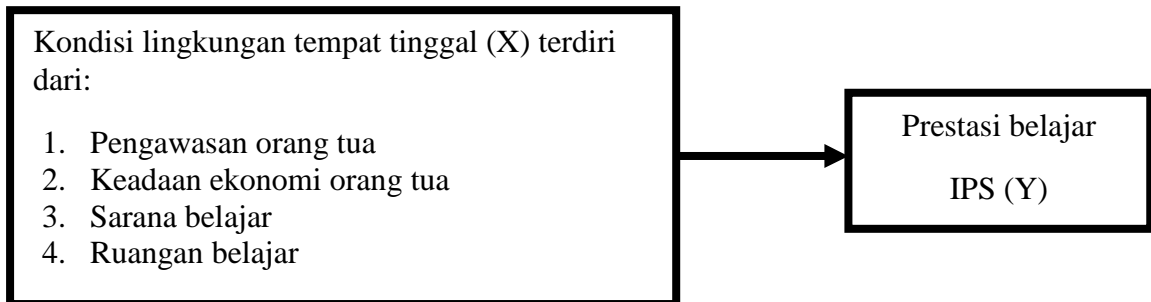 Kondisi lingkungan tempat tinggal (X) terdiri
dari:
1. Pengawasan orang tua
2. Keadaan ekonomi orang tua
3. Sarana belajar
4. Ruangan belajar
Prestasi belajar
IPS (Y)